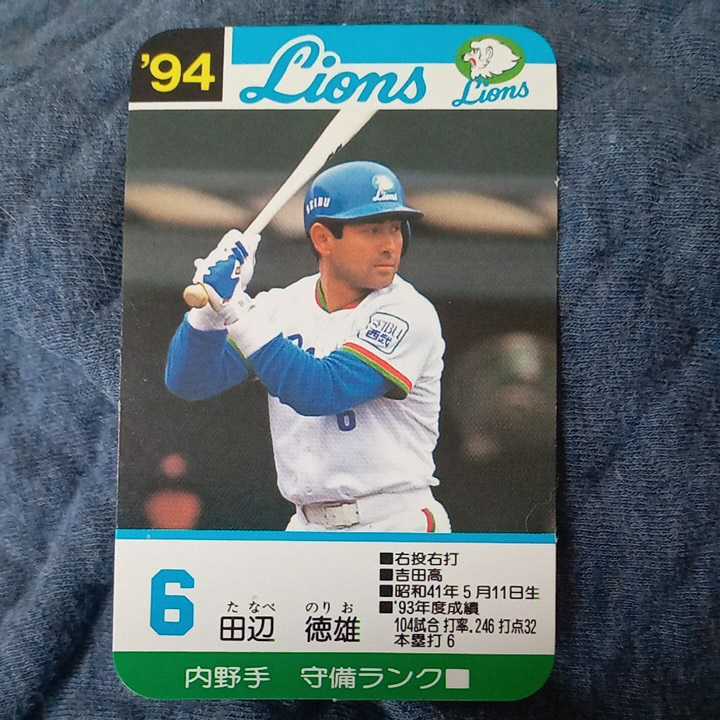 '94
Lions
Lions
SEIBU
Lions
SEIBU
西武
6
6
たなべ のりお
田辺 徳雄
■右投右打
■吉田高
■昭和41年5月11日生
■'93年度成績
104試合 打率.246 打点32
本塁打6
内野手 守備ランク■